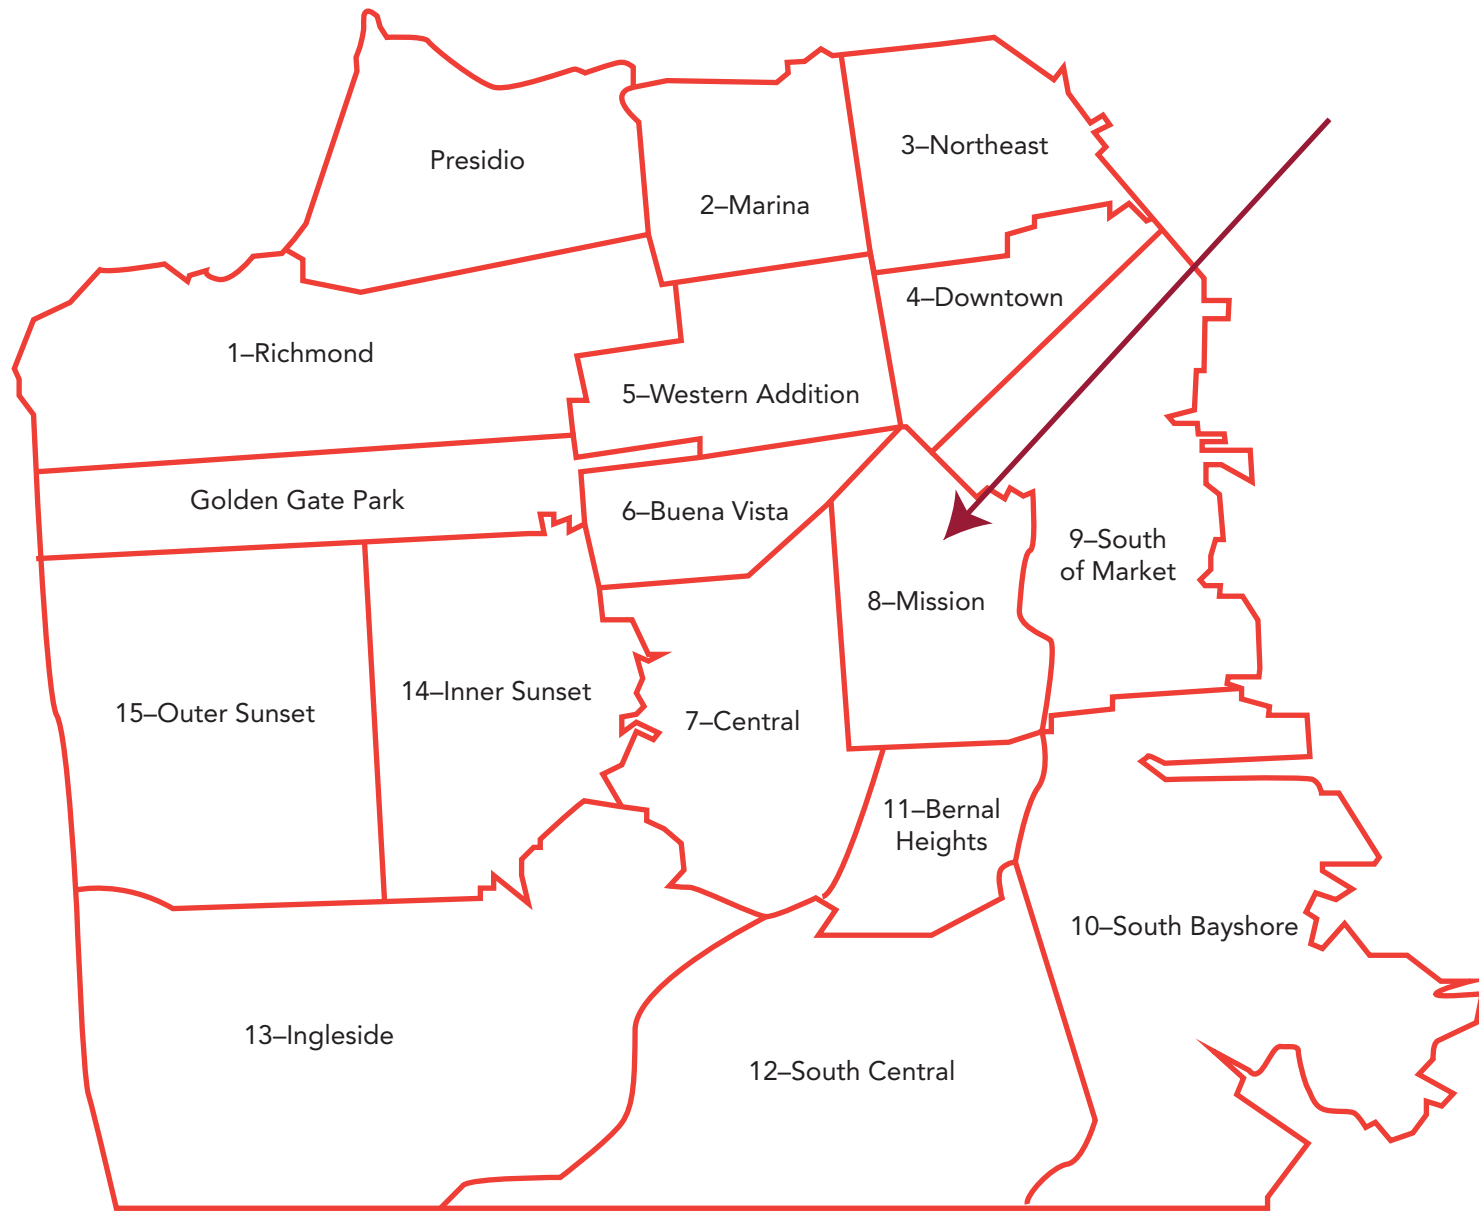 3–Northeast
Presidio
2–Marina
4–Downtown
1–Richmond
5–Western Addition
Golden Gate Park
6–Buena Vista
9–South
of Market
8–Mission
14–Inner Sunset
15–Outer Sunset
7–Central
11–Bernal
Heights
10–South Bayshore
13–Ingleside
12–South Central